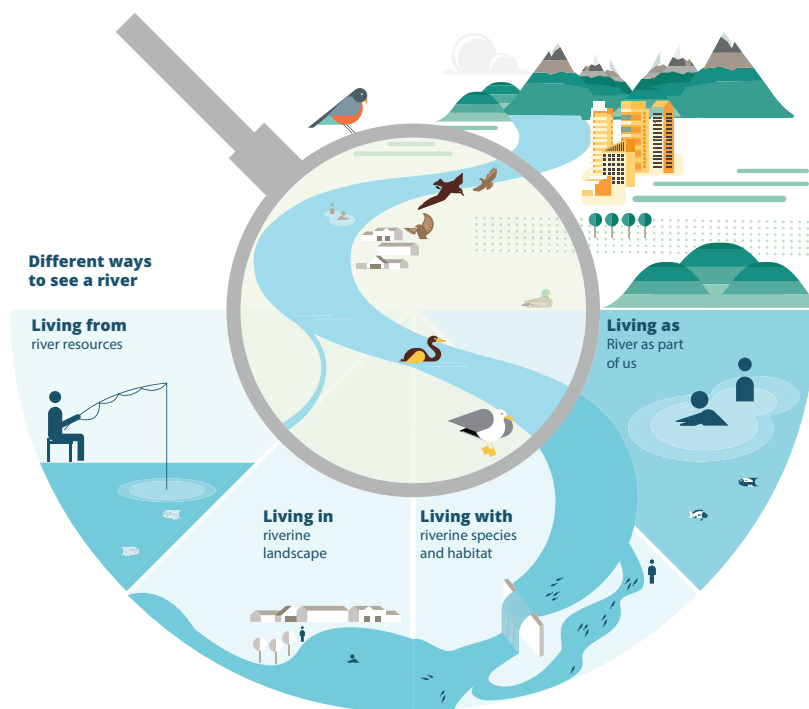 Different ways
to see a river
Living from
river resources
Living as
River as part
of us
Living in
riverine
landscape
Living with
riverine species
and habitat